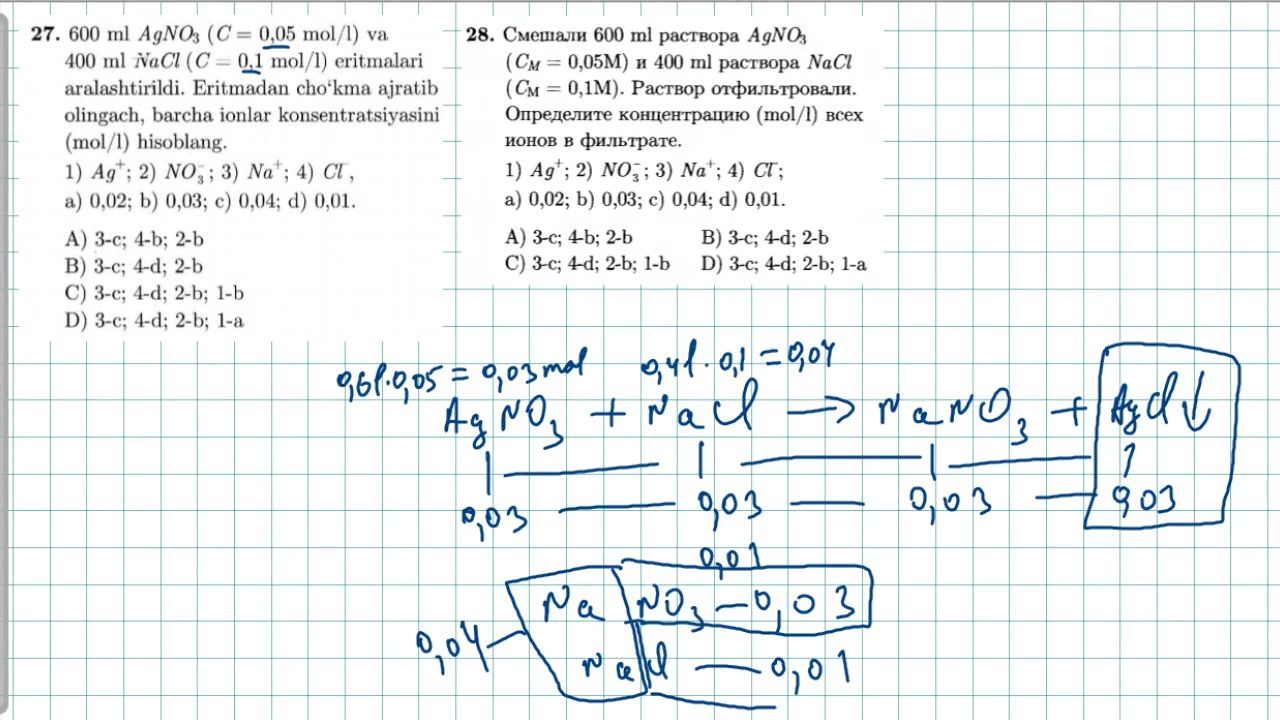 27. 600 ml AgNO₃ (C = 0,05 mol/l) va
400 ml NaCl (C = 0,1 mol/l) eritmalari
aralashtirildi. Eritmadan cho‘kma ajratib
olingach, barcha ionlar konsentratsiyasini
(mol/l) hisoblang.
1) Ag⁺; 2) NO₃⁻; 3) Na⁺; 4) Cl⁻,
a) 0,02; b) 0,03; c) 0,04; d) 0,01.
A) 3-c; 4-b; 2-b
B) 3-c; 4-d; 2-b
C) 3-c; 4-d; 2-b; 1-b
D) 3-c; 4-d; 2-b; 1-a
28. Смешали 600 ml раствора AgNO₃
(C_M = 0,05M) и 400 ml раствора NaCl
(C_M = 0,1M). Раствор отфильтровали.
Определите концентрацию (mol/l) всех
ионов в фильтрате.
1) Ag⁺; 2) NO₃⁻; 3) Na⁺; 4) Cl⁻;
a) 0,02; b) 0,03; c) 0,04; d) 0,01.
A) 3-c; 4-b; 2-b B) 3-c; 4-d; 2-b
C) 3-c; 4-d; 2-b; 1-b D) 3-c; 4-d; 2-b; 1-a
0,6l·0,05 = 0,03 mol 0,4l · 0,1 = 0,04
AgNO₃ + NaCl → NaNO₃ + AgCl↓
1 — 1 — 1 — 1
0,03 — 0,03 — 0,03 — 0,03
0,01
NaNO₃ — 0,03
0,04
NaCl — 0,01